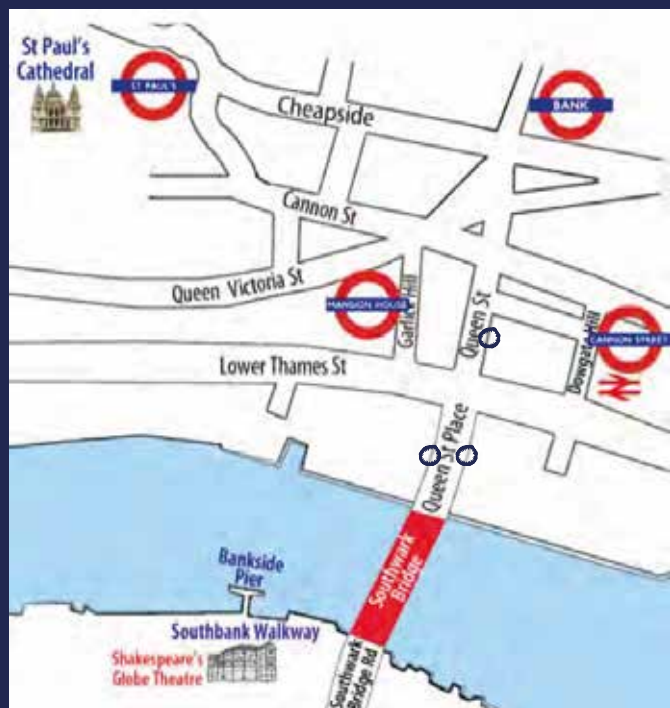 St Paul's
Cathedral
ST PAUL'S
BANK
Cheapside
Cannon St
Queen Victoria St
MANSION HOUSE
Garlick Hill
Queen St
CANNON STREET
Dowgate Hill
Lower Thames St
Queen St Place
Southwark
Bridge
Bankside
Pier
Southbank Walkway
Shakespeare's
Globe Theatre
Southwark
Bridge Rd